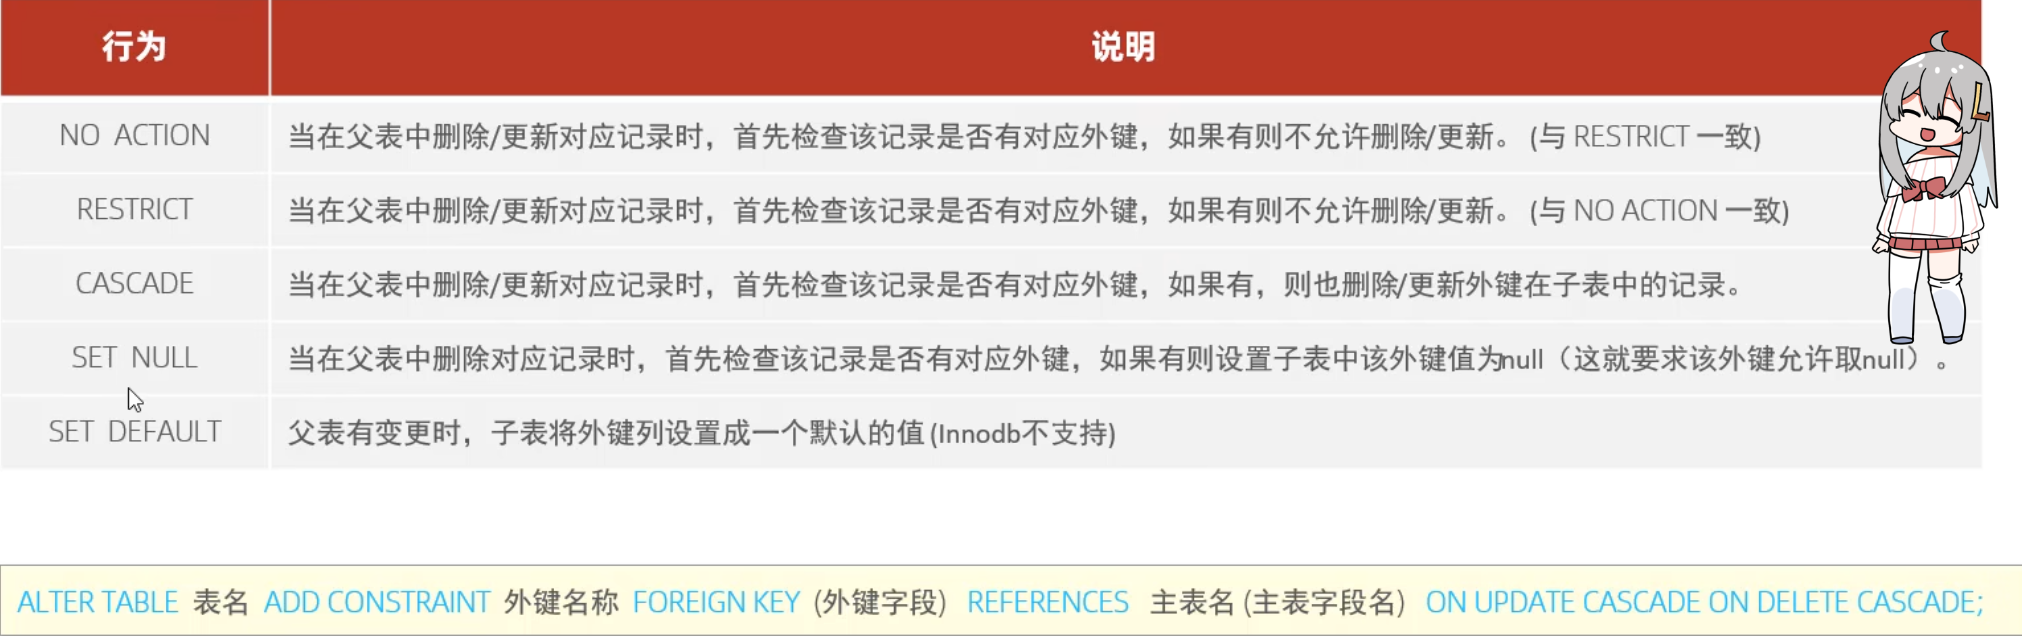 行为 说明
NO ACTION 当在父表中删除/更新对应记录时，首先检查该记录是否有对应外键，如果有则不允许删除/更新。 (与 RESTRICT 一致)
RESTRICT 当在父表中删除/更新对应记录时，首先检查该记录是否有对应外键，如果有则不允许删除/更新。 (与 NO ACTION 一致)
CASCADE 当在父表中删除/更新对应记录时，首先检查该记录是否有对应外键，如果有，则也删除/更新外键在子表中的记录。
SET NULL 当在父表中删除对应记录时，首先检查该记录是否有对应外键，如果有则设置子表中该外键值为null（这就要求该外键允许取null）。
SET DEFAULT 父表有变更时，子表将外键列设置成一个默认的值 (Innodb不支持)
ALTER TABLE 表名 ADD CONSTRAINT 外键名称 FOREIGN KEY (外键字段) REFERENCES 主表名 (主表字段名) ON UPDATE CASCADE ON DELETE CASCADE;